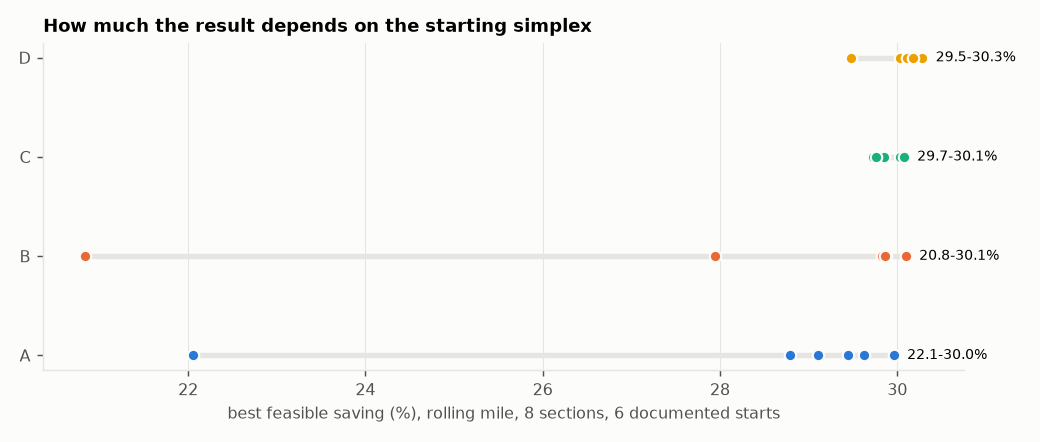 How much the result depends on the starting simplex
D
29.5-30.3%
C
29.7-30.1%
B
20.8-30.1%
A
22.1-30.0%
22 24 26 28 30
best feasible saving (%), rolling mile, 8 sections, 6 documented starts